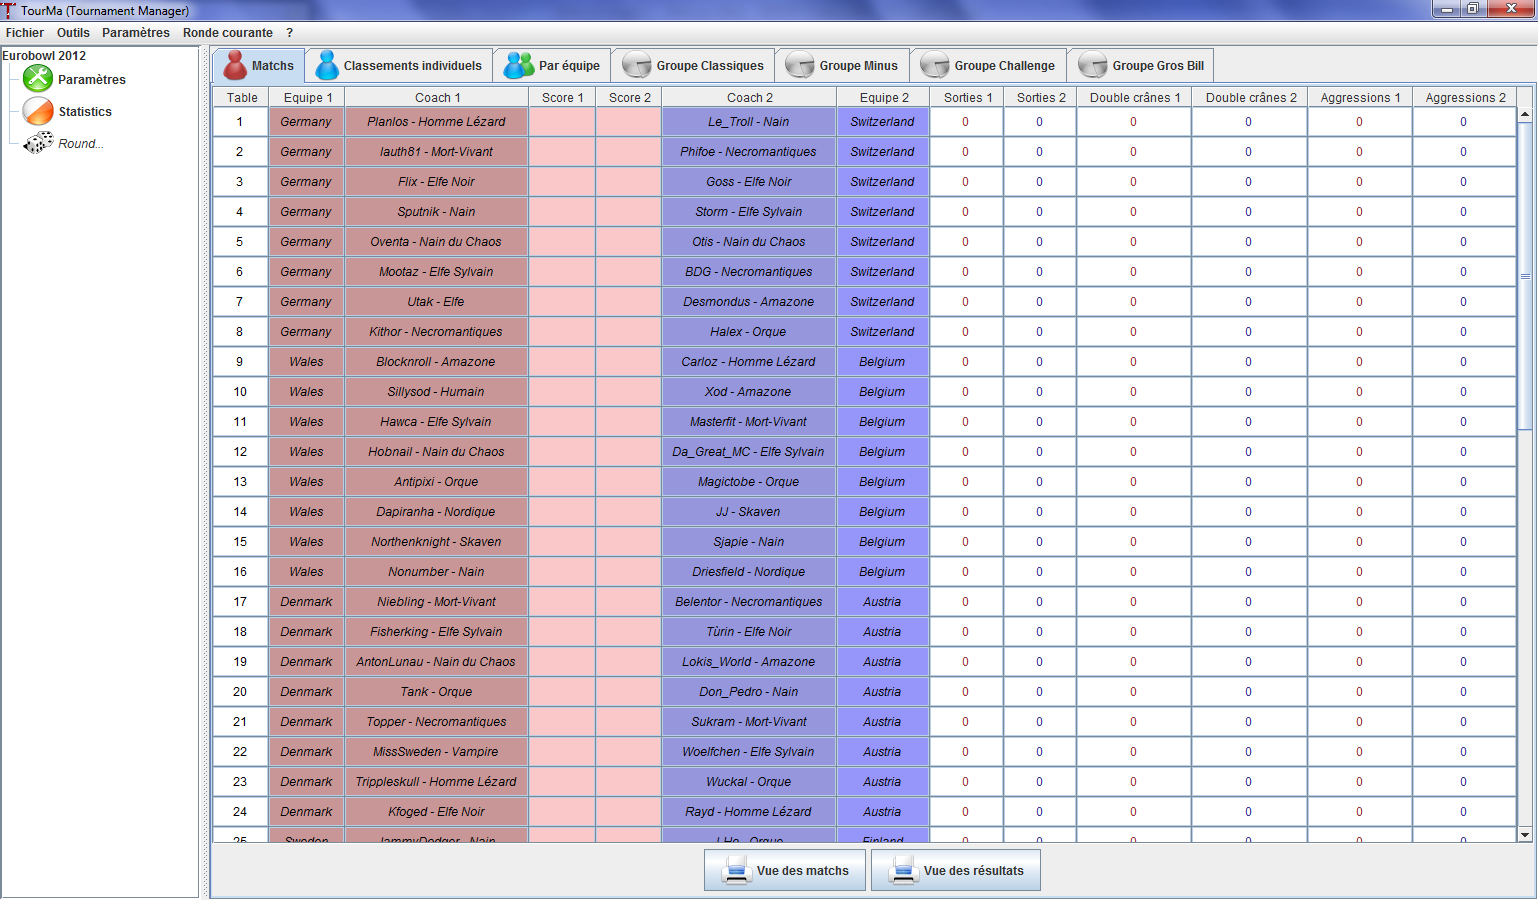 TourMa (Tournament Manager)
Fichier Outils Paramètres Ronde courante ?
Eurobowl 2012
Paramètres
Statistics
Round...
Matchs Classements individuels Par équipe Groupe Classiques Groupe Minus Groupe Challenge Groupe Gros Bill
Table Equipe 1 Coach 1 Score 1 Score 2 Coach 2 Equipe 2 Sorties 1 Sorties 2 Double crânes 1 Double crânes 2 Aggressions 1 Aggressions 2
1 Germany Planlos - Homme Lézard Le_Troll - Nain Switzerland 0 0 0 0 0 0
2 Germany Iauth81 - Mort-Vivant Phifoe - Necromantiques Switzerland 0 0 0 0 0 0
3 Germany Flix - Elfe Noir Goss - Elfe Noir Switzerland 0 0 0 0 0 0
4 Germany Sputnik - Nain Storm - Elfe Sylvain Switzerland 0 0 0 0 0 0
5 Germany Oventa - Nain du Chaos Otis - Nain du Chaos Switzerland 0 0 0 0 0 0
6 Germany Mootaz - Elfe Sylvain BDG - Necromantiques Switzerland 0 0 0 0 0 0
7 Germany Utak - Elfe Desmondus - Amazone Switzerland 0 0 0 0 0 0
8 Germany Kithor - Necromantiques Halex - Orque Switzerland 0 0 0 0 0 0
9 Wales Blocknroll - Amazone Carloz - Homme Lézard Belgium 0 0 0 0 0 0
10 Wales Sillysod - Humain Xod - Amazone Belgium 0 0 0 0 0 0
11 Wales Hawca - Elfe Sylvain Masterfit - Mort-Vivant Belgium 0 0 0 0 0 0
12 Wales Hobnail - Nain du Chaos Da_Great_MC - Elfe Sylvain Belgium 0 0 0 0 0 0
13 Wales Antipixi - Orque Magictobe - Orque Belgium 0 0 0 0 0 0
14 Wales Dapiranha - Nordique JJ - Skaven Belgium 0 0 0 0 0 0
15 Wales Northenknight - Skaven Sjapie - Nain Belgium 0 0 0 0 0 0
16 Wales Nonumber - Nain Driesfield - Nordique Belgium 0 0 0 0 0 0
17 Denmark Niebling - Mort-Vivant Belentor - Necromantiques Austria 0 0 0 0 0 0
18 Denmark Fisherking - Elfe Sylvain Tùrin - Elfe Noir Austria 0 0 0 0 0 0
19 Denmark AntonLunau - Nain du Chaos Lokis_World - Amazone Austria 0 0 0 0 0 0
20 Denmark Tank - Orque Don_Pedro - Nain Austria 0 0 0 0 0 0
21 Denmark Topper - Necromantiques Sukram - Mort-Vivant Austria 0 0 0 0 0 0
22 Denmark MissSweden - Vampire Woelfchen - Elfe Sylvain Austria 0 0 0 0 0 0
23 Denmark Trippleskull - Homme Lézard Wuckal - Orque Austria 0 0 0 0 0 0
24 Denmark Kfoged - Elfe Noir Rayd - Homme Lézard Austria 0 0 0 0 0 0
25 Sweden Nain Orque Finland 0 0 0 0 0 0
Vue des matchs Vue des résultats